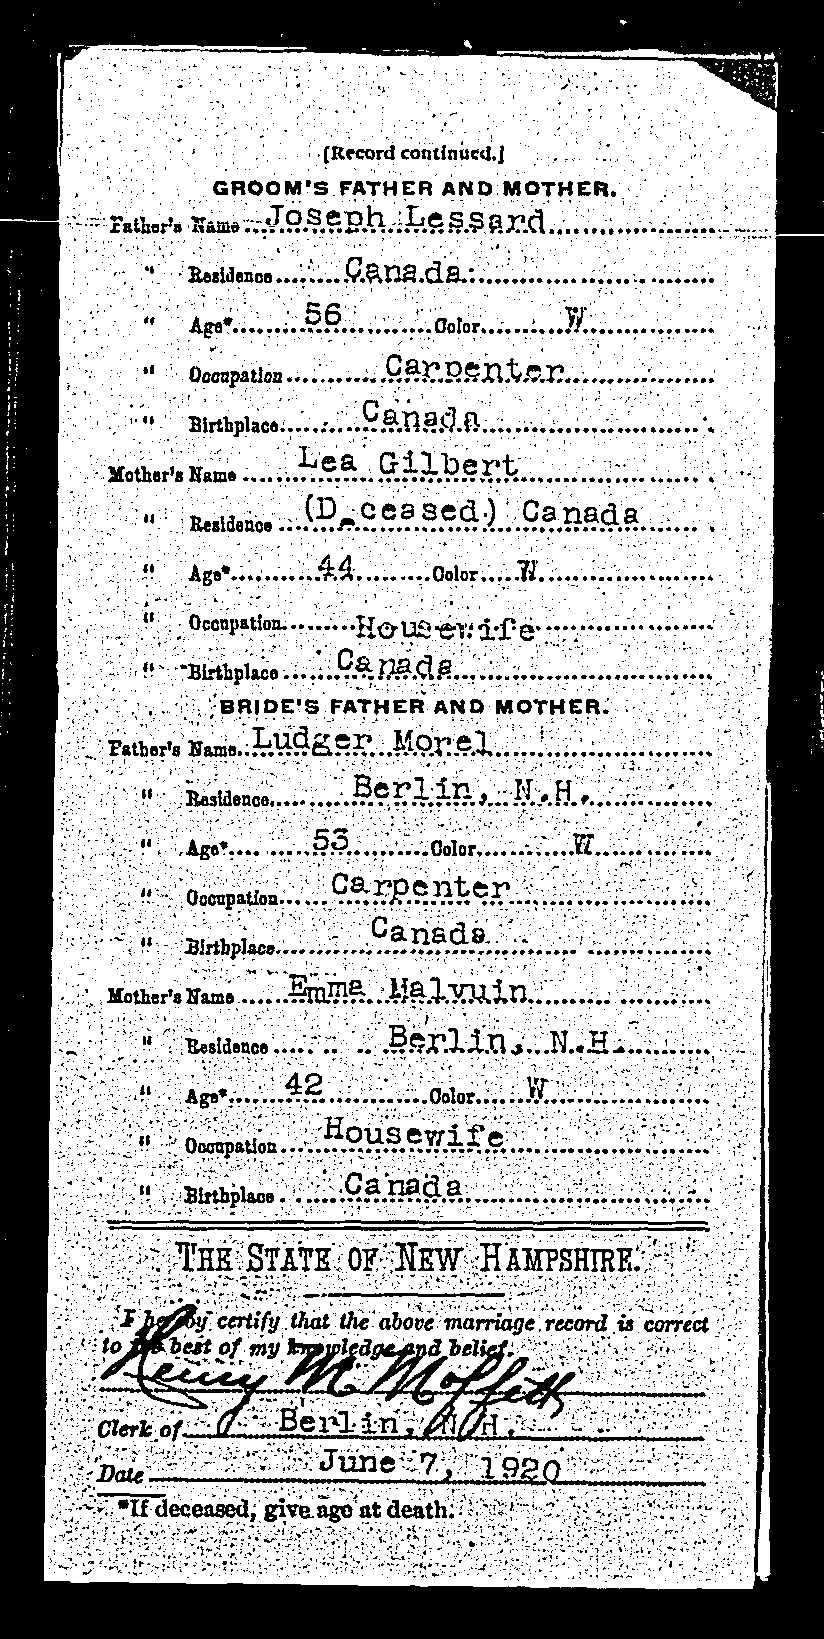 [Record continued.]
GROOM'S FATHER AND MOTHER.
Father's Name Joseph Lessard
" Residence Canada
" Age* 56 Color W
" Occupation Carpenter
" Birthplace Canada
Mother's Name Lea Gilbert
" Residence (D_ceased) Canada
" Age* 44 Color W
" Occupation Housewife
" Birthplace Canada
BRIDE'S FATHER AND MOTHER.
Father's Name Ludger Morel
" Residence Berlin, N.H.
" Age* 53 Color W
" Occupation Carpenter
" Birthplace Canada
Mother's Name Emma Malvuin
" Residence Berlin, N.H.
" Age* 42 Color W
" Occupation Housewife
" Birthplace Canada
THE STATE OF NEW HAMPSHIRE.
I hereby certify that the above marriage record is correct
to the best of my knowledge and belief.
Henry M Moffett
Clerk of Berlin, N.H.
Date June 7, 1920
*If deceased, give age at death.